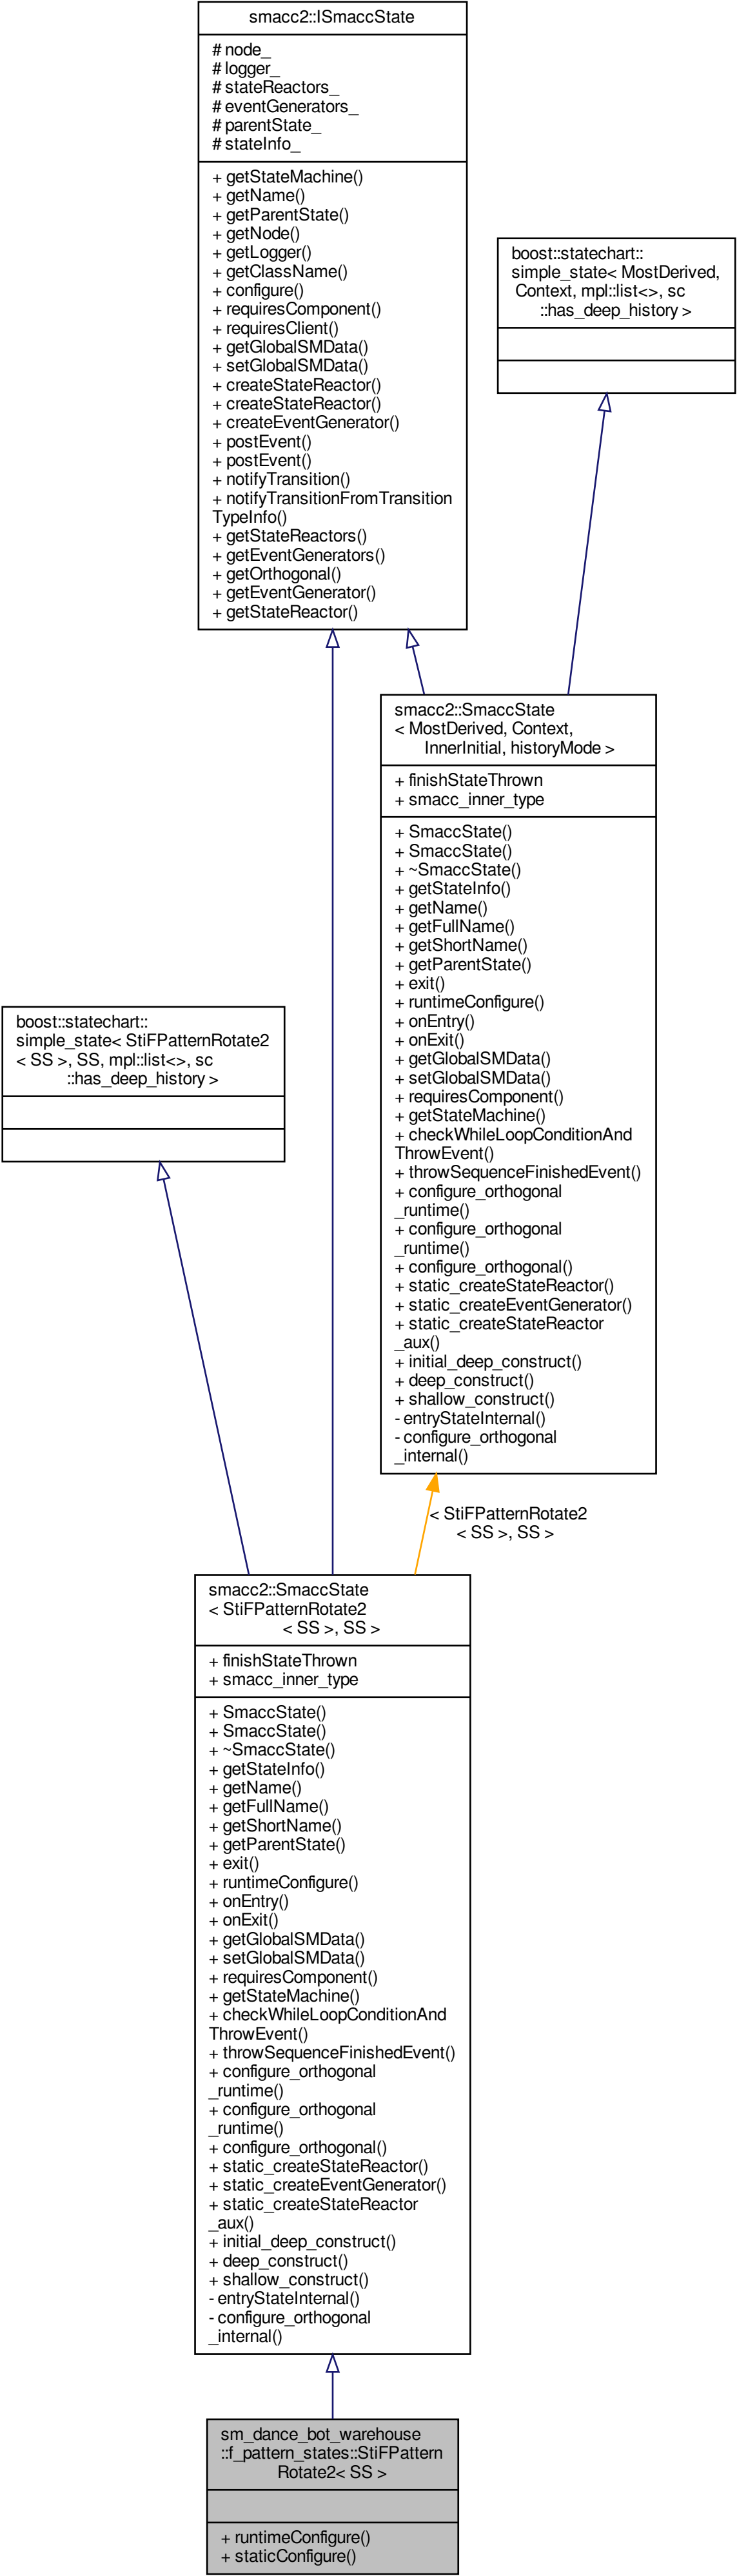 smacc2::ISmaccState
# node_
# logger_
# stateReactors_
# eventGenerators_
# parentState_
# stateInfo_
+ getStateMachine()
+ getName()
+ getParentState()
+ getNode()
+ getLogger()
+ getClassName()
+ configure()
+ requiresComponent()
+ requiresClient()
+ getGlobalSMData()
+ setGlobalSMData()
+ createStateReactor()
+ createStateReactor()
+ createEventGenerator()
+ postEvent()
+ postEvent()
+ notifyTransition()
+ notifyTransitionFromTransition
TypeInfo()
+ getStateReactors()
+ getEventGenerators()
+ getOrthogonal()
+ getEventGenerator()
+ getStateReactor()
boost::statechart::
simple_state< MostDerived,
Context, mpl::list<>, sc
::has_deep_history >
smacc2::SmaccState
< MostDerived, Context,
InnerInitial, historyMode >
+ finishStateThrown
+ smacc_inner_type
+ SmaccState()
+ SmaccState()
+ ~SmaccState()
+ getStateInfo()
+ getName()
+ getFullName()
+ getShortName()
+ getParentState()
+ exit()
+ runtimeConfigure()
+ onEntry()
+ onExit()
+ getGlobalSMData()
+ setGlobalSMData()
+ requiresComponent()
+ getStateMachine()
+ checkWhileLoopConditionAnd
ThrowEvent()
+ throwSequenceFinishedEvent()
+ configure_orthogonal
_runtime()
+ configure_orthogonal
_runtime()
+ configure_orthogonal()
+ static_createStateReactor()
+ static_createEventGenerator()
+ static_createStateReactor
_aux()
+ initial_deep_construct()
+ deep_construct()
+ shallow_construct()
- entryStateInternal()
- configure_orthogonal
_internal()
boost::statechart::
simple_state< StiFPatternRotate2
< SS >, SS, mpl::list<>, sc
::has_deep_history >
< StiFPatternRotate2
< SS >, SS >
smacc2::SmaccState
< StiFPatternRotate2
< SS >, SS >
+ finishStateThrown
+ smacc_inner_type
+ SmaccState()
+ SmaccState()
+ ~SmaccState()
+ getStateInfo()
+ getName()
+ getFullName()
+ getShortName()
+ getParentState()
+ exit()
+ runtimeConfigure()
+ onEntry()
+ onExit()
+ getGlobalSMData()
+ setGlobalSMData()
+ requiresComponent()
+ getStateMachine()
+ checkWhileLoopConditionAnd
ThrowEvent()
+ throwSequenceFinishedEvent()
+ configure_orthogonal
_runtime()
+ configure_orthogonal
_runtime()
+ configure_orthogonal()
+ static_createStateReactor()
+ static_createEventGenerator()
+ static_createStateReactor
_aux()
+ initial_deep_construct()
+ deep_construct()
+ shallow_construct()
- entryStateInternal()
- configure_orthogonal
_internal()
sm_dance_bot_warehouse
::f_pattern_states::StiFPattern
Rotate2< SS >
+ runtimeConfigure()
+ staticConfigure()